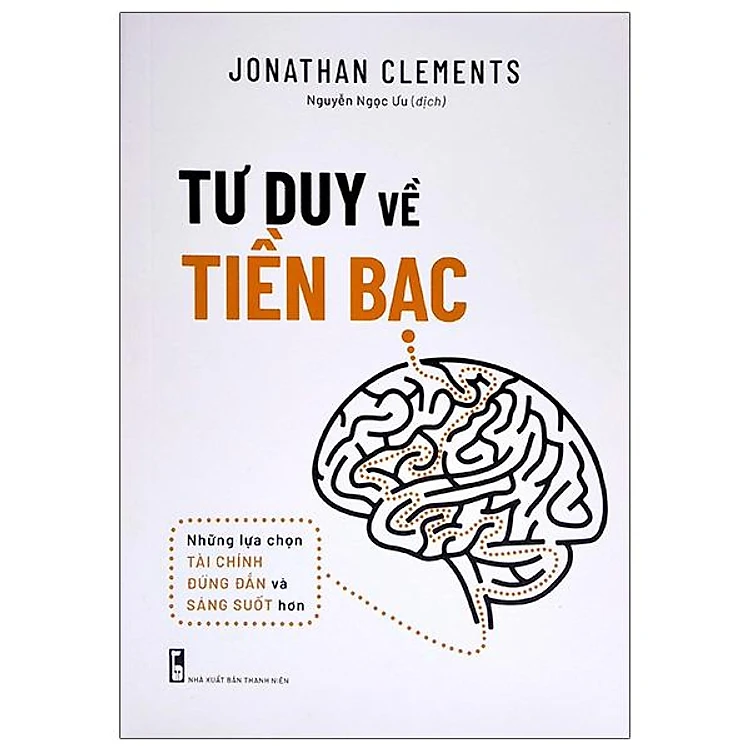 JONATHAN CLEMENTS
Nguyễn Ngọc Ưu (dịch)
TƯ DUY VỀ
TIỀN BẠC
Những lựa chọn
TÀI CHÍNH
ĐÚNG ĐẮN và
SÁNG SUỐT hơn
NHÀ XUẤT BẢN THANH NIÊN